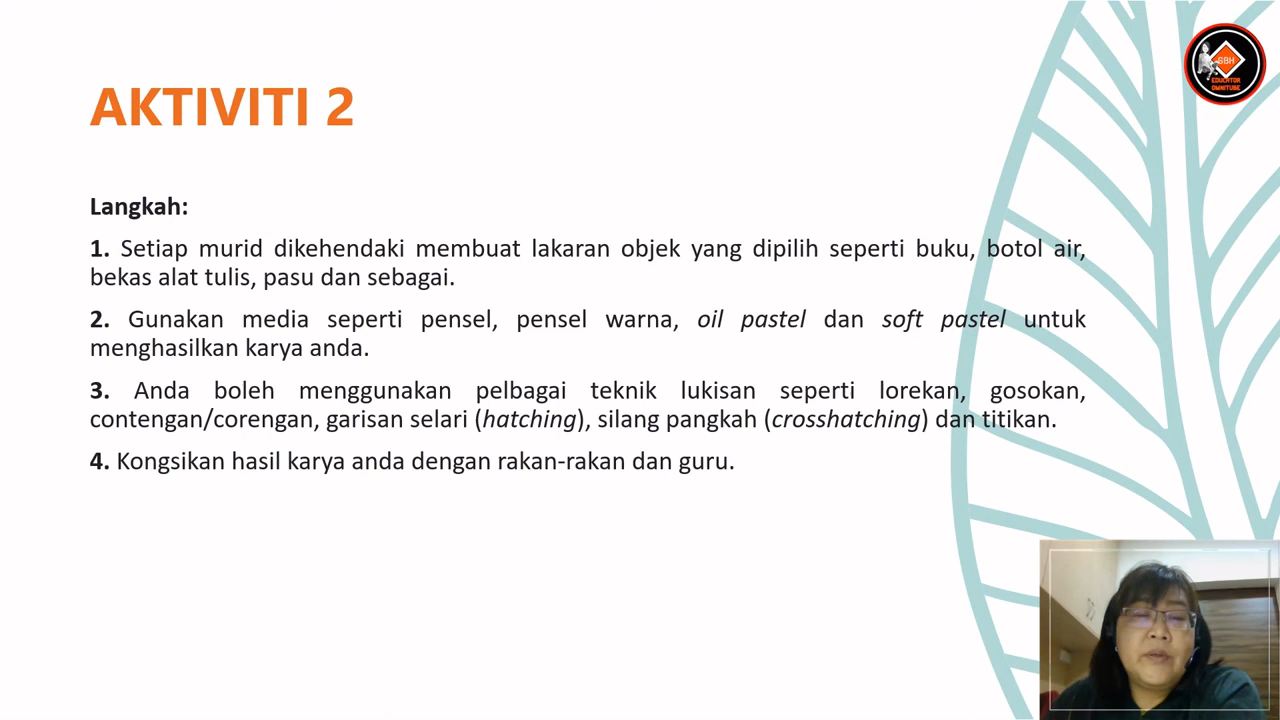 AKTIVITI 2
SBH
EDUCATOR
OWNITUBE
Langkah:
1. Setiap murid dikehendaki membuat lakaran objek yang dipilih seperti buku, botol air,
bekas alat tulis, pasu dan sebagai.
2. Gunakan media seperti pensel, pensel warna, oil pastel dan soft pastel untuk
menghasilkan karya anda.
3. Anda boleh menggunakan pelbagai teknik lukisan seperti lorekan, gosokan,
contengan/corengan, garisan selari (hatching), silang pangkah (crosshatching) dan titikan.
4. Kongsikan hasil karya anda dengan rakan-rakan dan guru.